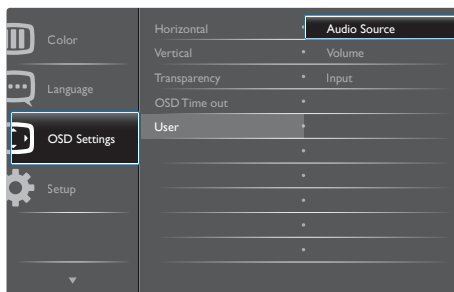 Color
Language
OSD Settings
Setup
Horizontal
Vertical
Transparency
OSD Time out
User
Audio Source
Volume
Input